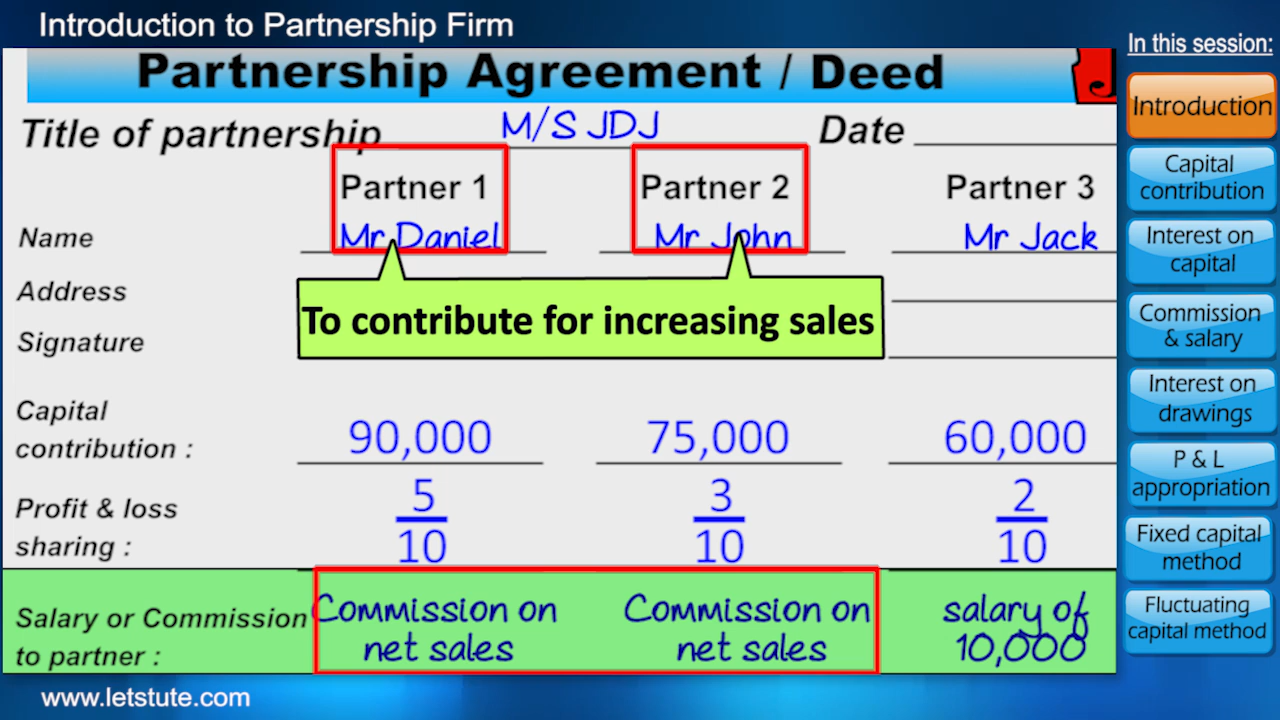 Introduction to Partnership Firm
In this session:
Partnership Agreement / Deed
Title of partnership M/S JDJ Date
Partner 1 Partner 2 Partner 3
Name Mr Daniel Mr John Mr Jack
Address
To contribute for increasing sales
Signature
Capital
contribution : 90,000 75,000 60,000
Profit & loss
sharing : 5/10 3/10 2/10
Salary or Commission
to partner :
Commission on
net sales
Commission on
net sales
salary of
10,000
Introduction
Capital
contribution
Interest on
capital
Commission
& salary
Interest on
drawings
P & L
appropriation
Fixed capital
method
Fluctuating
capital method
www.letstute.com